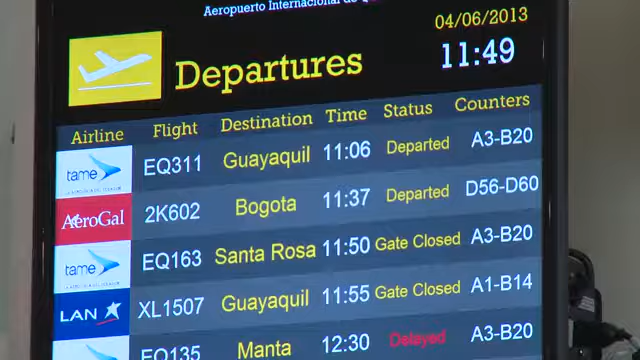 Aeropuerto Internacional de
04/06/2013
11:49
Departures
Airline Flight Destination Time Status Counters
tame EQ311 Guayaquil 11:06 Departed A3-B20
AeroGal 2K602 Bogota 11:37 Departed D56-D60
tame EQ163 Santa Rosa 11:50 Gate Closed A3-B20
LAN XL1507 Guayaquil 11:55 Gate Closed A1-B14
EQ135 Manta 12:30 Delayed A3-B20